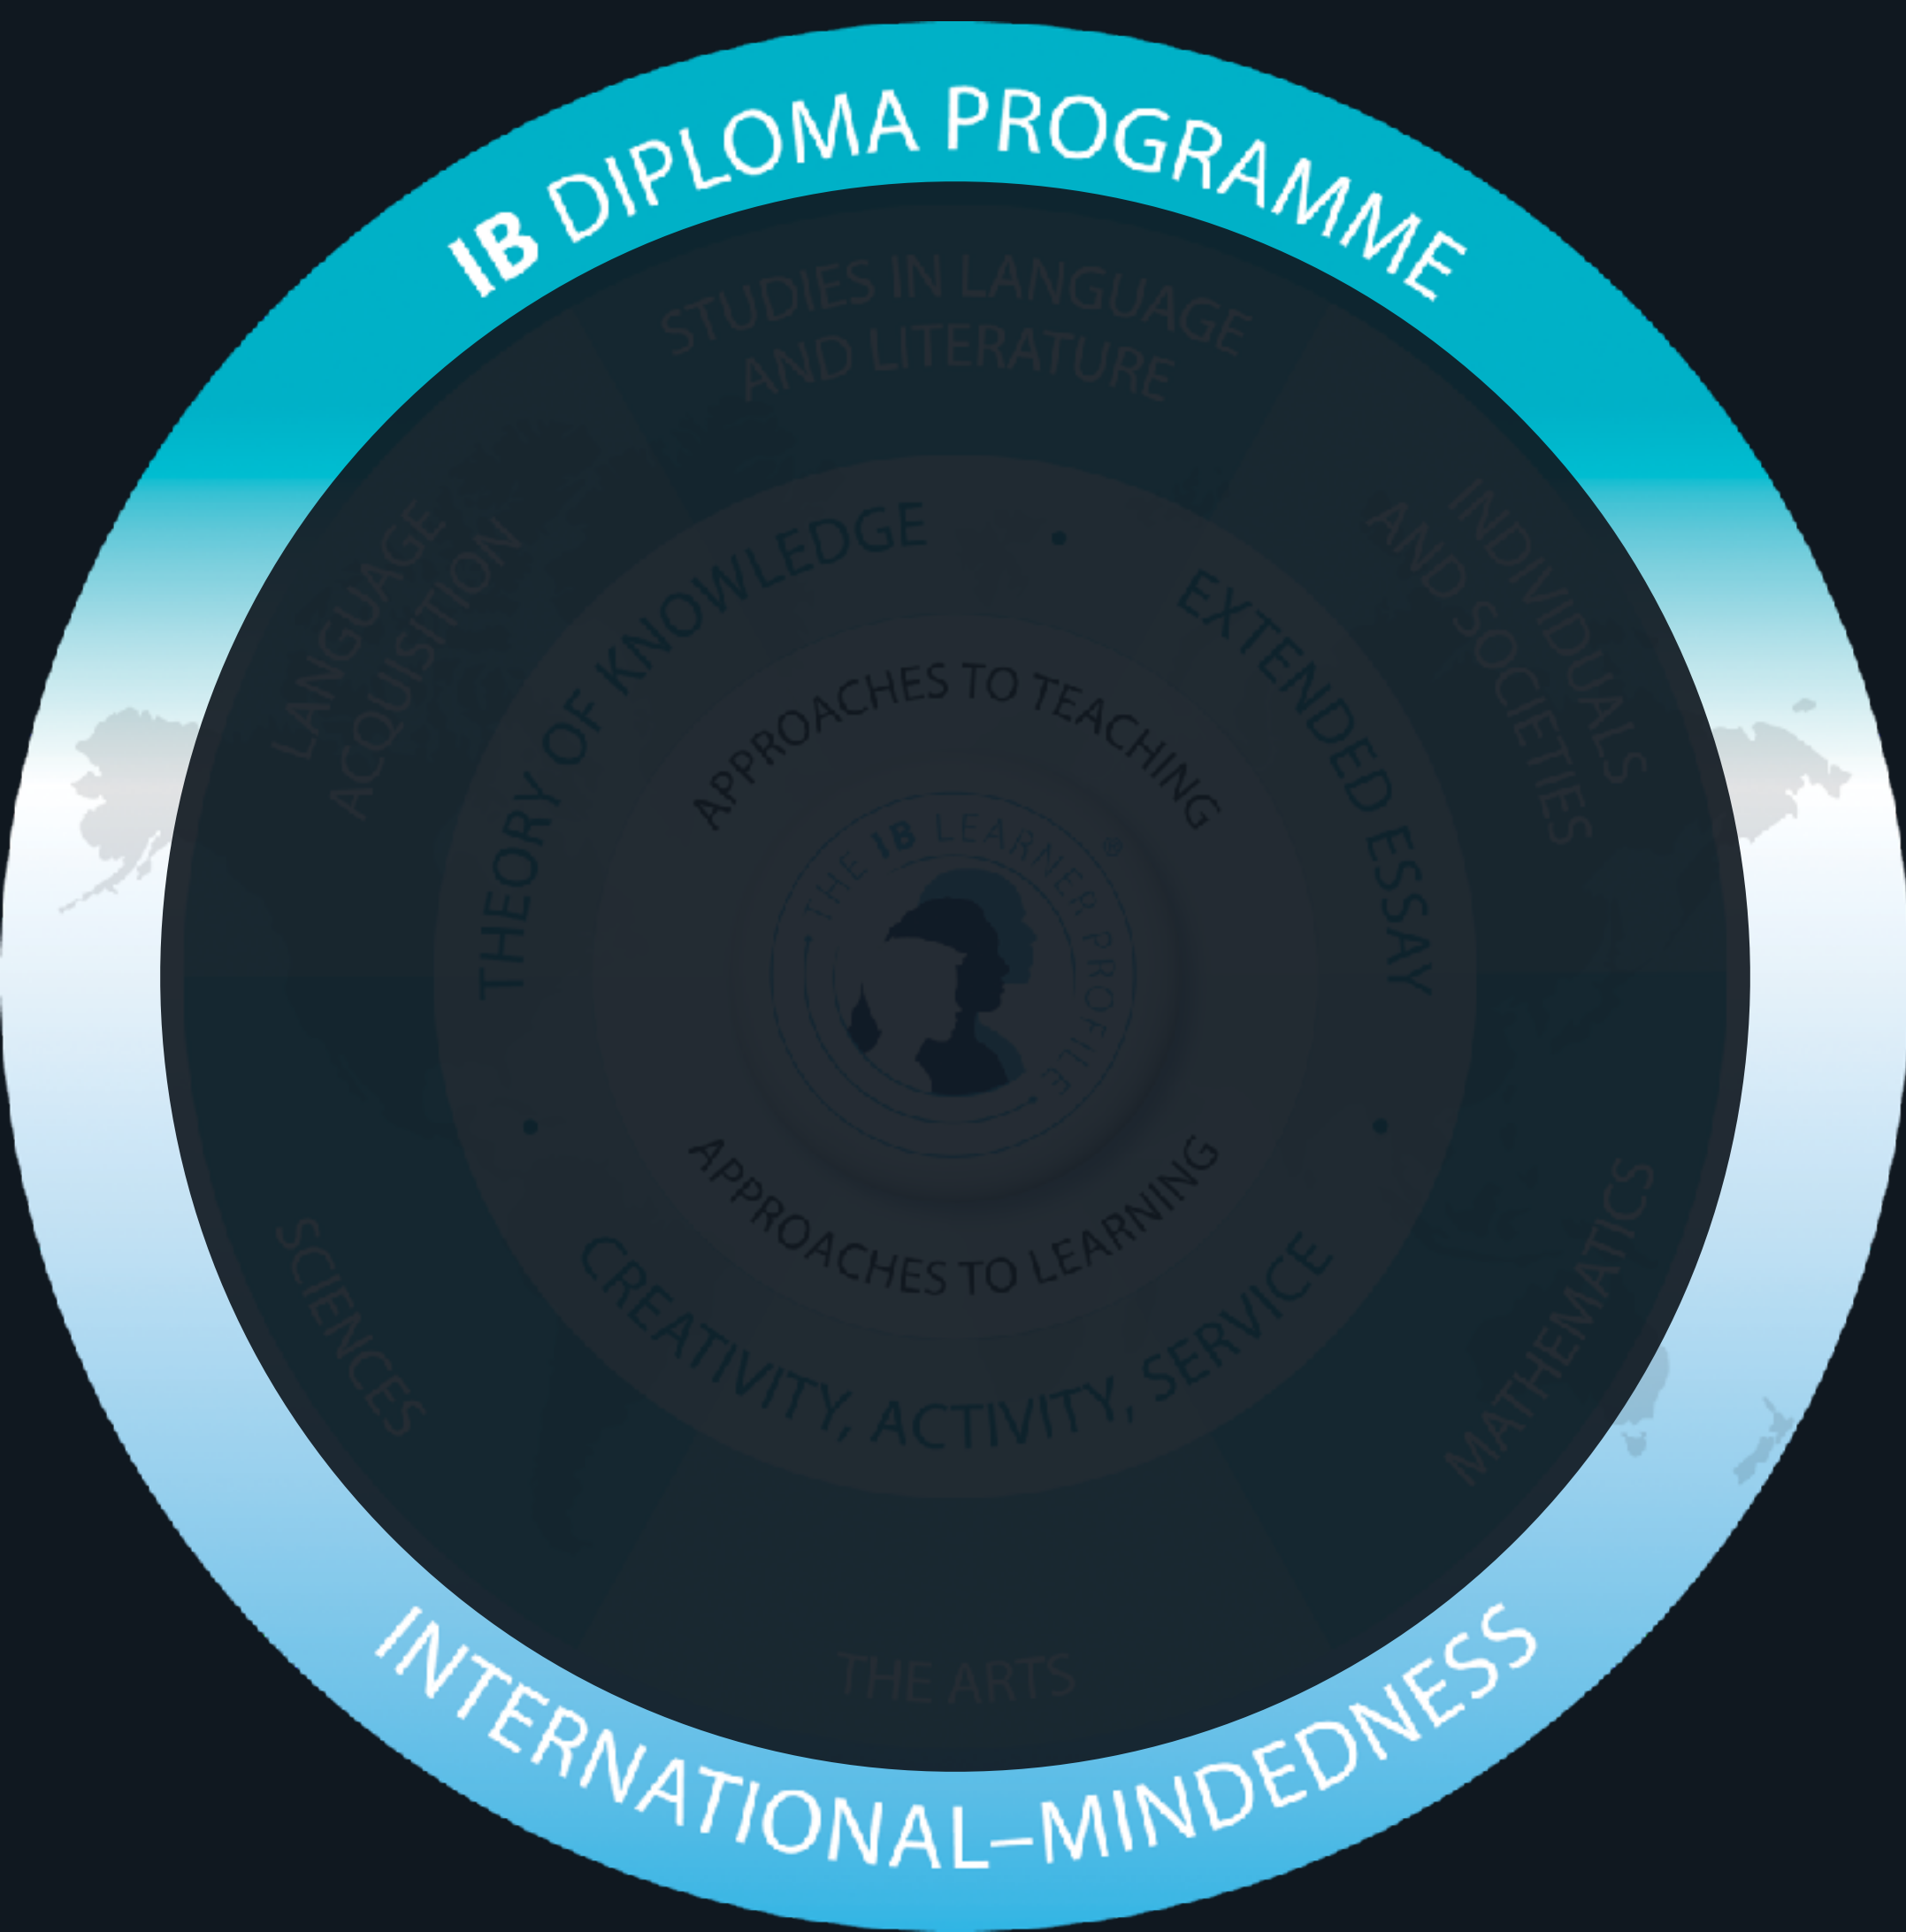 IB DIPLOMA PROGRAMME
STUDIES IN LANGUAGE
AND LITERATURE
LANGUAGE
ACQUISITION
INDIVIDUALS
AND SOCIETIES
THEORY OF KNOWLEDGE
•
EXTENDED ESSAY
APPROACHES TO TEACHING
THE IB LEARNER PROFILE
®
APPROACHES TO LEARNING
•
•
CREATIVITY, ACTIVITY, SERVICE
SCIENCES
MATHEMATICS
THE ARTS
INTERNATIONAL–MINDEDNESS